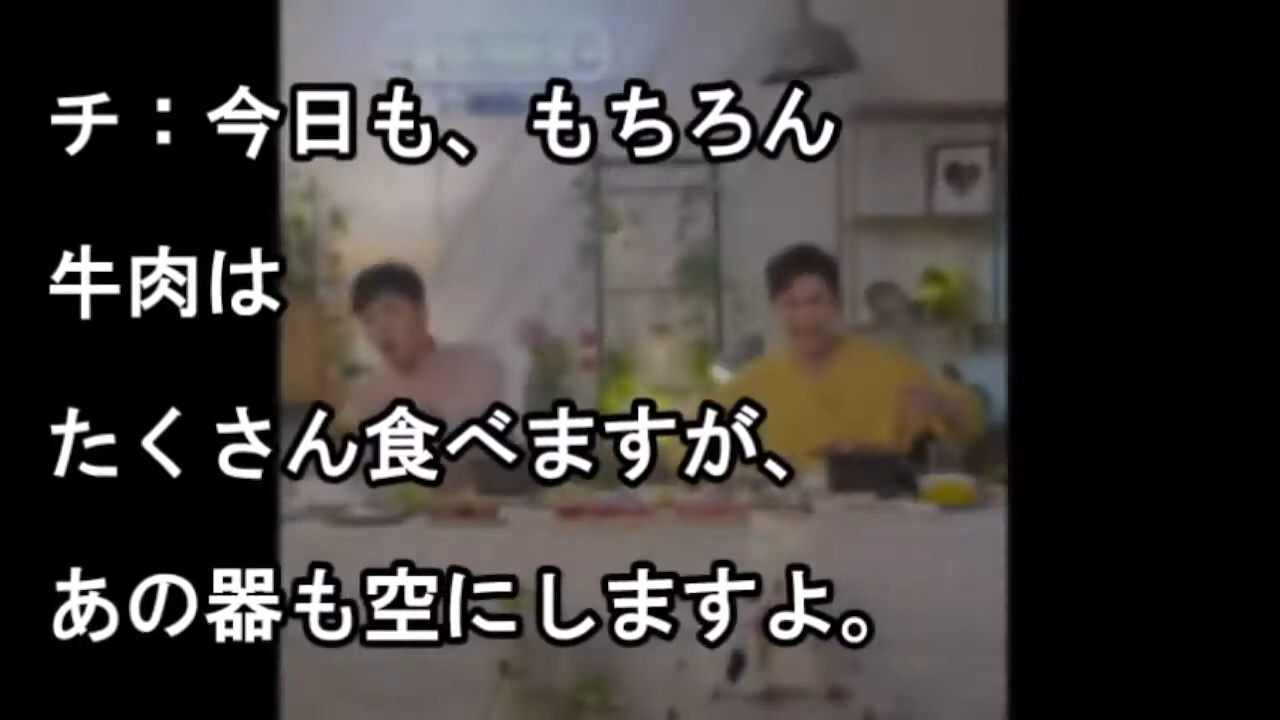 チ：今日も、もちろん
牛肉は
たくさん食べますが、
あの器も空にしますよ。